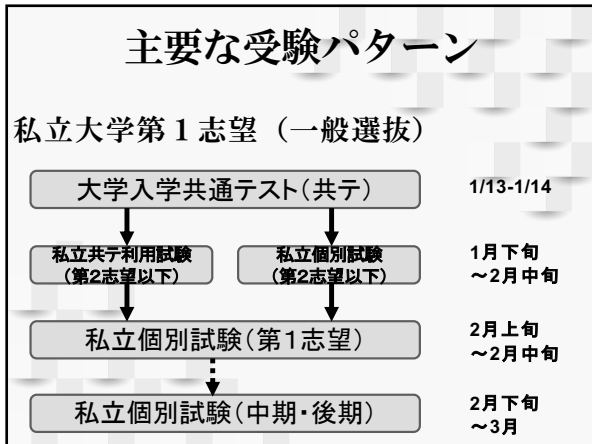 主要な受験パターン
私立大学第１志望（一般選抜）
大学入学共通テスト（共テ）
1/13-1/14
私立共テ利用試験
（第2志望以下）
私立個別試験
（第2志望以下）
1月下旬
～2月中旬
私立個別試験（第１志望）
2月上旬
～2月中旬
私立個別試験（中期・後期）
2月下旬
～3月